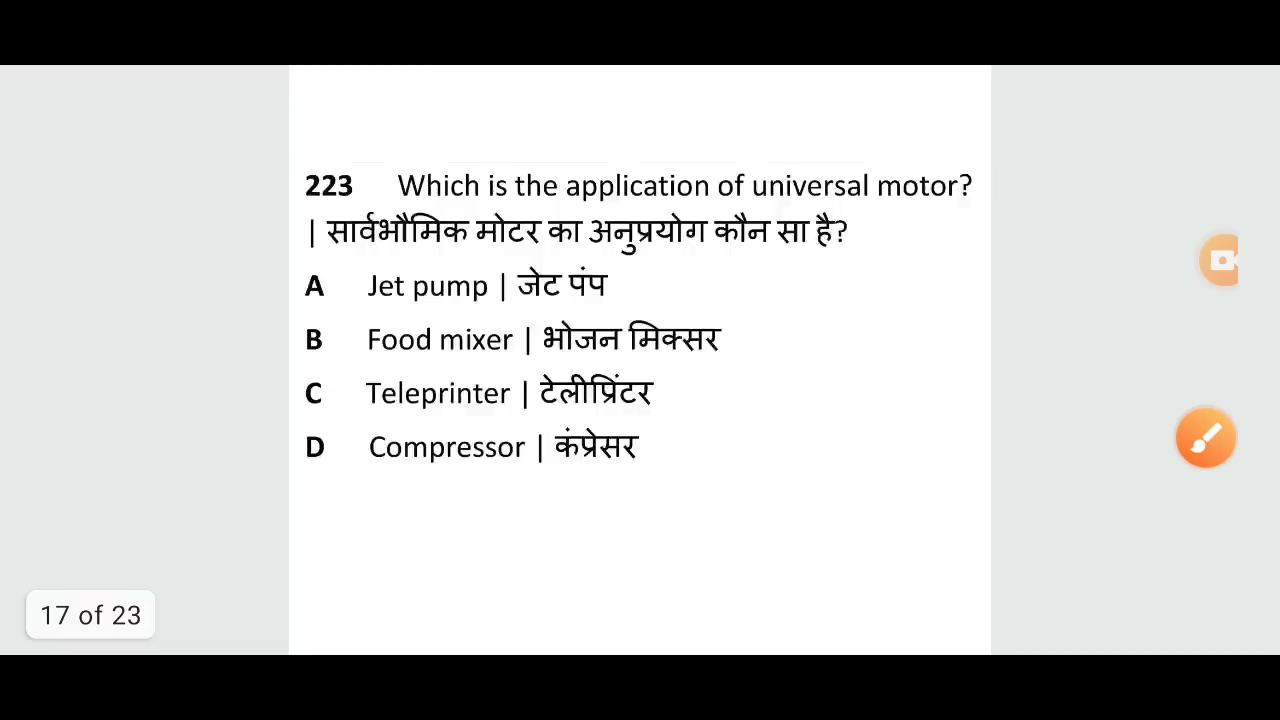 223 Which is the application of universal motor?
| सार्वभौमिक मोटर का अनुप्रयोग कौन सा है?
A Jet pump | जेट पंप
B Food mixer | भोजन मिक्सर
C Teleprinter | टेलीप्रिंटर
D Compressor | कंप्रेसर
17 of 23